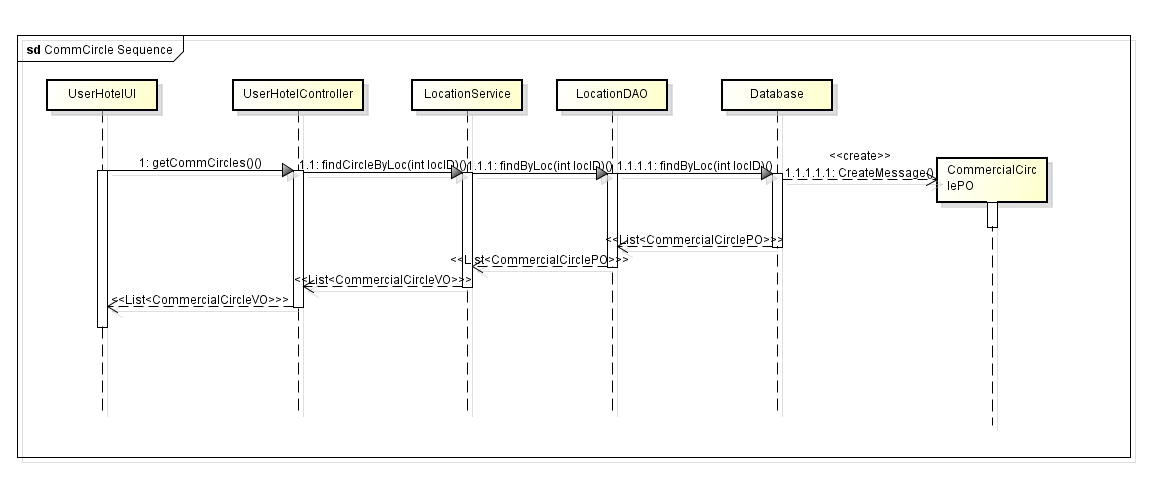 sd CommCircle Sequence
UserHotelUI
UserHotelController
LocationService
LocationDAO
Database
<<create>>
1: getCommCircles()()
1.1: findCircleByLoc(int locID)()
1.1.1: findByLoc(int locID)()
1.1.1.1: findByLoc(int locID)()
1.1.1.1.1: CreateMessage()
CommercialCirc
lePO
<<List<CommercialCirclePO>>>
<<List<CommercialCirclePO>>>
<<List<CommercialCircleVO>>>
<<List<CommercialCircleVO>>>